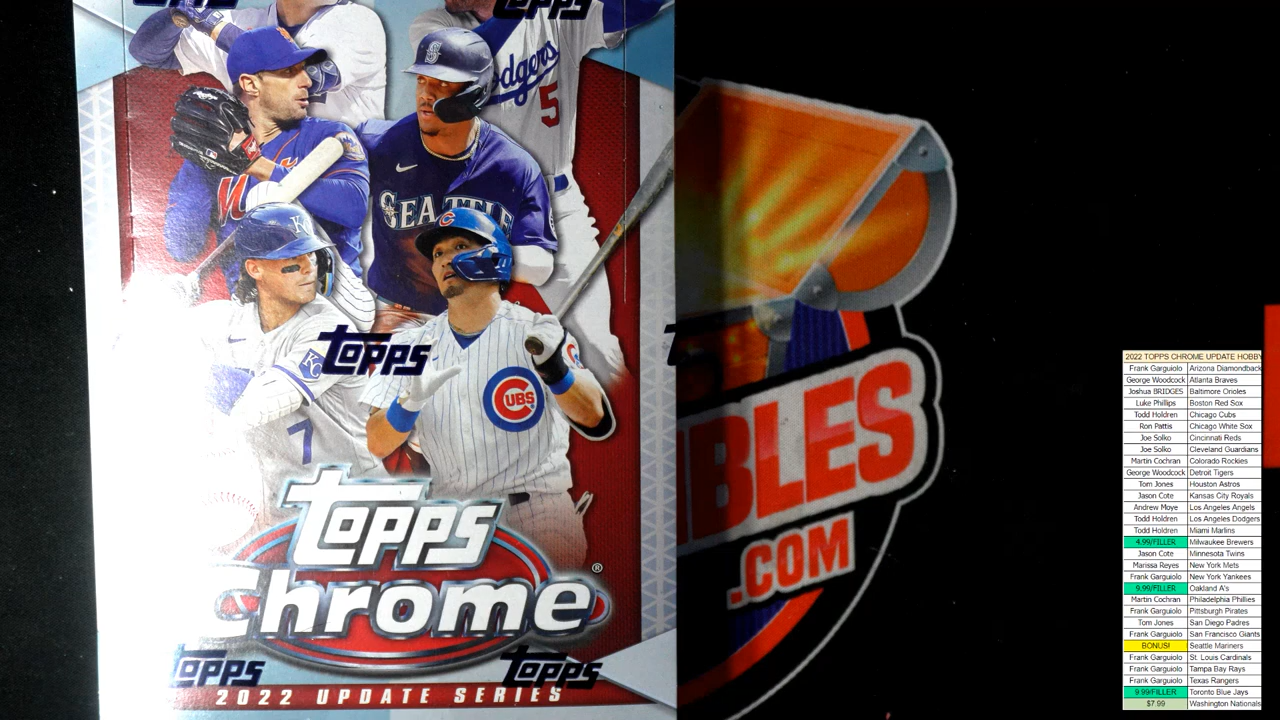 Topps
Topps
dgers
5
S
M
SEATTLE
C
K
KC
Topps
CUBS
7
Topps
Chrome®
Topps
Topps
2022 UPDATE SERIES
BLES
.COM
2022 TOPPS CHROME UPDATE HOBBY
Frank Garguiolo Arizona Diamondback
George Woodcock Atlanta Braves
Joshua BRIDGES Baltimore Orioles
Luke Phillips Boston Red Sox
Todd Holdren Chicago Cubs
Ron Pattis Chicago White Sox
Joe Solko Cincinnati Reds
Joe Solko Cleveland Guardians
Martin Cochran Colorado Rockies
George Woodcock Detroit Tigers
Tom Jones Houston Astros
Jason Cote Kansas City Royals
Andrew Moye Los Angeles Angels
Todd Holdren Los Angeles Dodgers
Todd Holdren Miami Marlins
4.99/FILLER Milwaukee Brewers
Jason Cote Minnesota Twins
Marissa Reyes New York Mets
Frank Garguiolo New York Yankees
9.99/FILLER Oakland A's
Martin Cochran Philadelphia Phillies
Frank Garguiolo Pittsburgh Pirates
Tom Jones San Diego Padres
Frank Garguiolo San Francisco Giants
BONUS! Seattle Mariners
Frank Garguiolo St. Louis Cardinals
Frank Garguiolo Tampa Bay Rays
Frank Garguiolo Texas Rangers
9.99/FILLER Toronto Blue Jays
$7.99 Washington Nationals